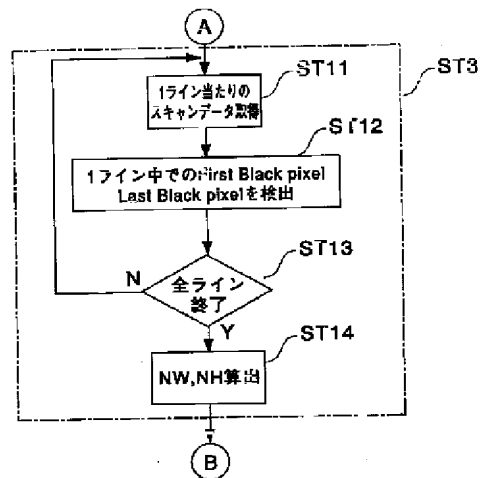 A
ST11
ST3
1ライン当たりの
スキャンデータ取得
ST12
1ライン中でのFirst Black pixel
Last Black pixelを検出
ST13
N
全ライン
終了
Y
ST14
NW,NH算出
B